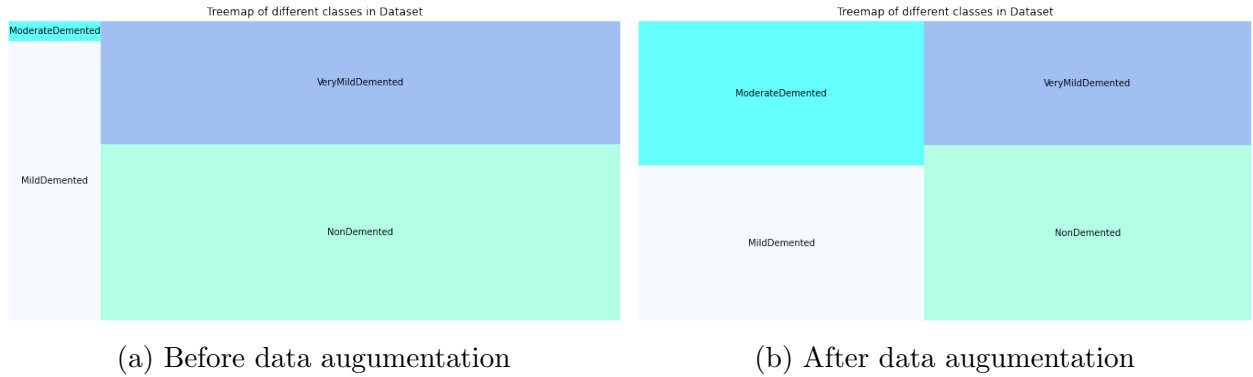 Treemap of different classes in Dataset
ModerateDemented
VeryMildDemented
MildDemented
NonDemented
(a) Before data augumentation
Treemap of different classes in Dataset
ModerateDemented
VeryMildDemented
MildDemented
NonDemented
(b) After data augumentation